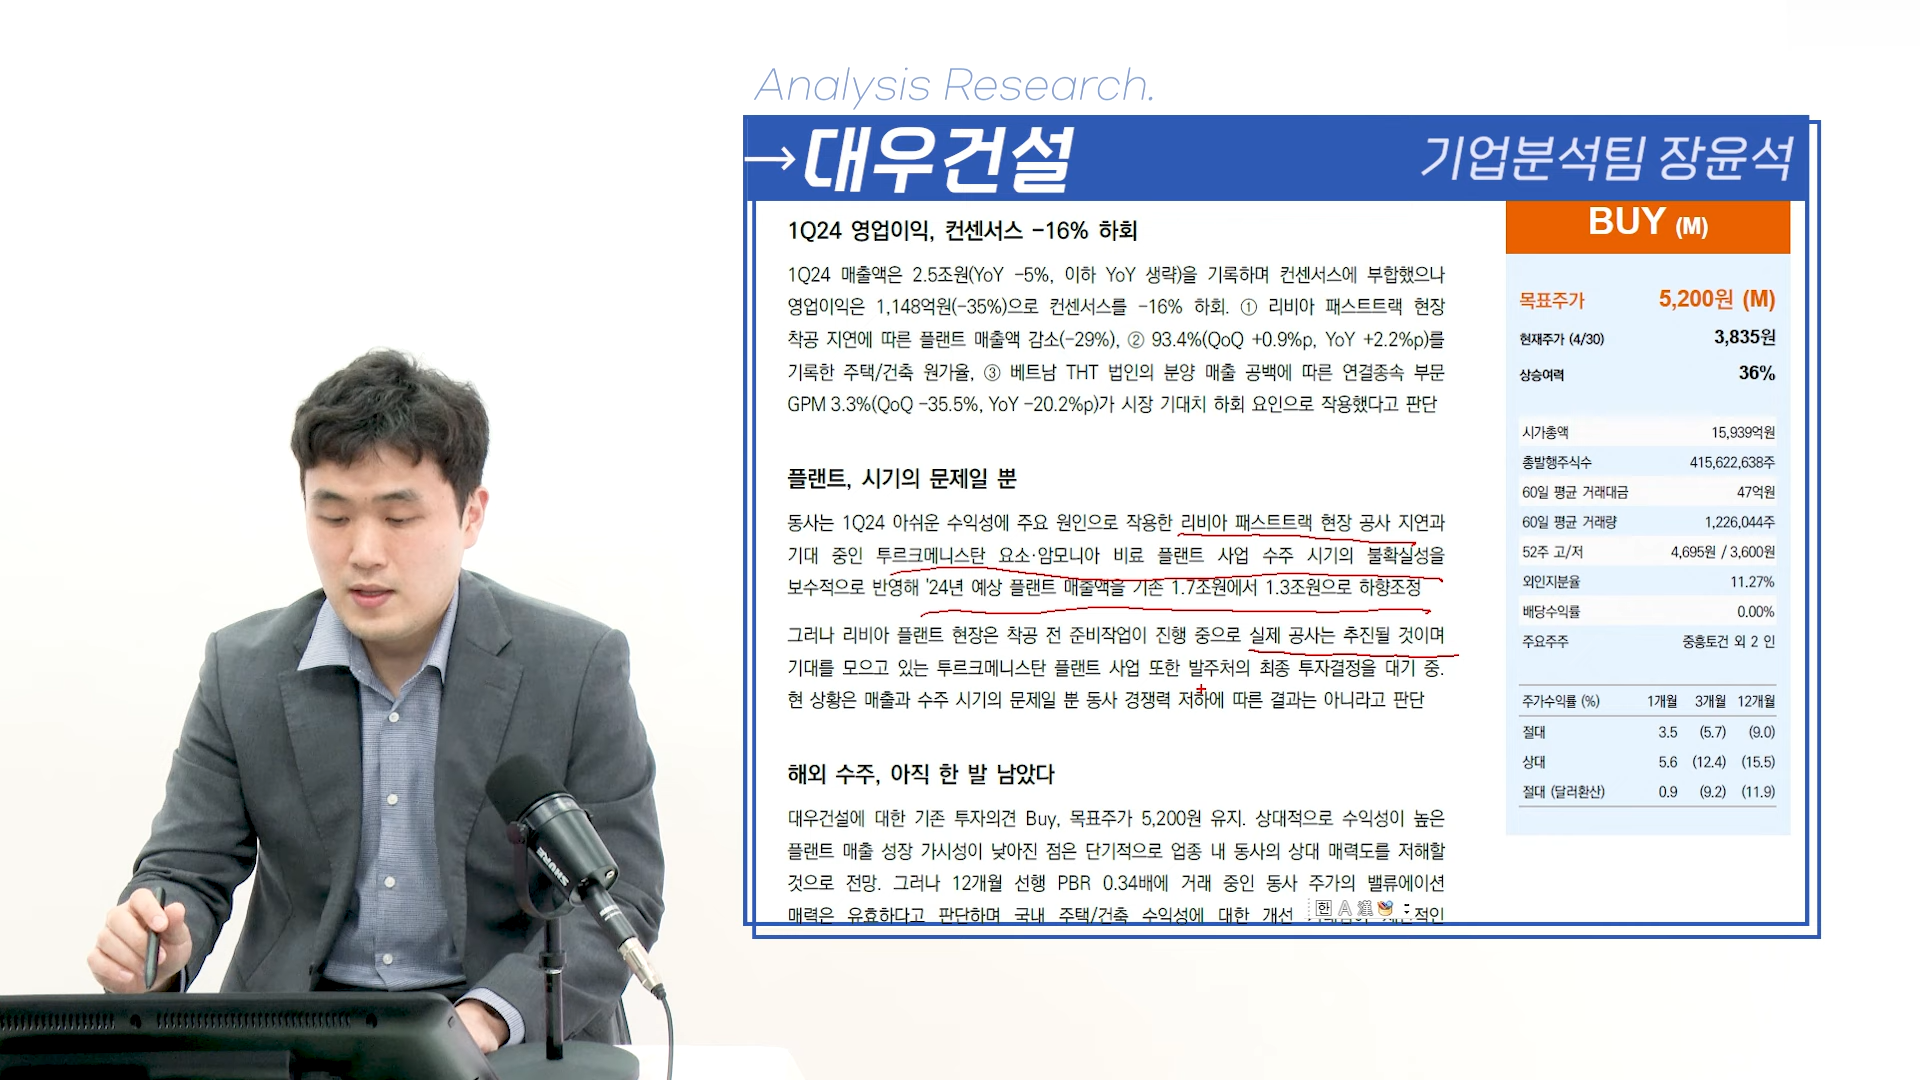 Analysis Research.
→대우건설
기업분석팀 장윤석
1Q24 영업이익, 컨센서스 -16% 하회
1Q24 매출액은 2.5조원(YoY -5%, 이하 YoY 생략)을 기록하며 컨센서스에 부합했으나
영업이익은 1,148억원(-35%)으로 컨센서스를 -16% 하회. ① 리비아 패스트트랙 현장
착공 지연에 따른 플랜트 매출액 감소(-29%), ② 93.4%(QoQ +0.9%p, YoY +2.2%p)를
기록한 주택/건축 원가율, ③ 베트남 THT 법인의 분양 매출 공백에 따른 연결종속 부문
GPM 3.3%(QoQ -35.5%, YoY -20.2%p)가 시장 기대치 하회 요인으로 작용했다고 판단
플랜트, 시기의 문제일 뿐
동사는 1Q24 아쉬운 수익성에 주요 원인으로 작용한 리비아 패스트트랙 현장 공사 지연과
기대 중인 투르크메니스탄 요소·암모니아 비료 플랜트 사업 수주 시기의 불확실성을
보수적으로 반영해 '24년 예상 플랜트 매출액을 기존 1.7조원에서 1.3조원으로 하향조정
그러나 리비아 플랜트 현장은 착공 전 준비작업이 진행 중으로 실제 공사는 추진될 것이며
기대를 모으고 있는 투르크메니스탄 플랜트 사업 또한 발주처의 최종 투자결정을 대기 중.
현 상황은 매출과 수주 시기의 문제일 뿐 동사 경쟁력 저하에 따른 결과는 아니라고 판단
해외 수주, 아직 한 발 남았다
대우건설에 대한 기존 투자의견 Buy, 목표주가 5,200원 유지. 상대적으로 수익성이 높은
플랜트 매출 성장 가시성이 낮아진 점은 단기적으로 업종 내 동사의 상대 매력도를 저해할
것으로 전망. 그러나 12개월 선행 PBR 0.34배에 거래 중인 동사 주가의 밸류에이션
매력은 유효하다고 판단하며 국내 주택/건축 수익성에 대한 개선
한 A 漢
BUY (M)
목표주가 5,200원 (M)
현재주가 (4/30) 3,835원
상승여력 36%
시가총액 15,939억원
총발행주식수 415,622,638주
60일 평균 거래대금 47억원
60일 평균 거래량 1,226,044주
52주 고/저 4,695원 / 3,600원
외인지분율 11.27%
배당수익률 0.00%
주요주주 중흥토건 외 2 인
주가수익률 (%) 1개월 3개월 12개월
절대 3.5 (5.7) (9.0)
상대 5.6 (12.4) (15.5)
절대 (달러환산) 0.9 (9.2) (11.9)
SHURE